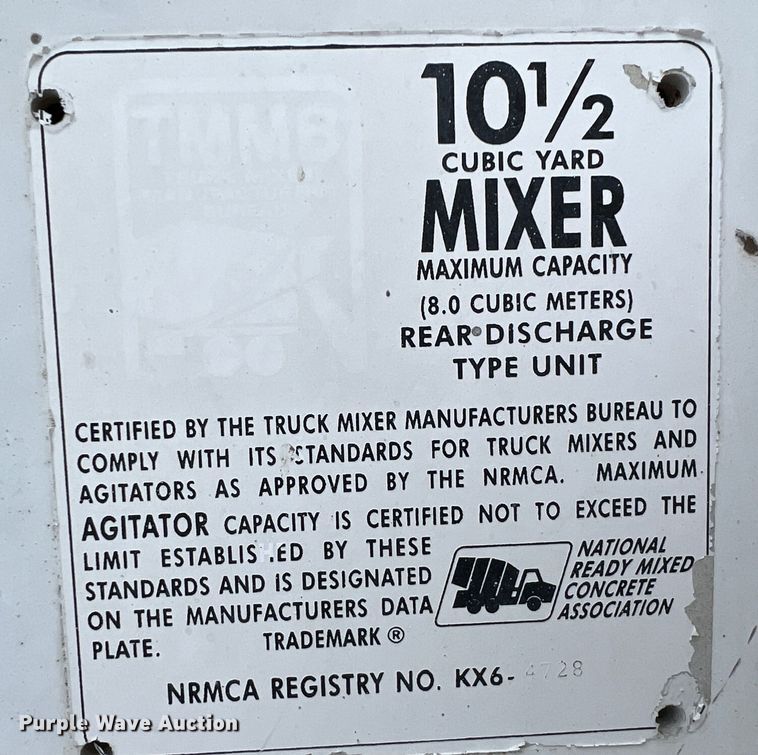 TMMB
10 1/2
CUBIC YARD
MIXER
MAXIMUM CAPACITY
(8.0 CUBIC METERS)
REAR DISCHARGE
TYPE UNIT
CERTIFIED BY THE TRUCK MIXER MANUFACTURERS BUREAU TO
COMPLY WITH ITS STANDARDS FOR TRUCK MIXERS AND
AGITATORS AS APPROVED BY THE NRMCA. MAXIMUM
AGITATOR CAPACITY IS CERTIFIED NOT TO EXCEED THE
LIMIT ESTABLISHED BY THESE
STANDARDS AND IS DESIGNATED
ON THE MANUFACTURERS DATA
PLATE. TRADEMARK ®
NATIONAL
READY MIXED
CONCRETE
ASSOCIATION
NRMCA REGISTRY NO. KX6-4728
Purple Wave Auction